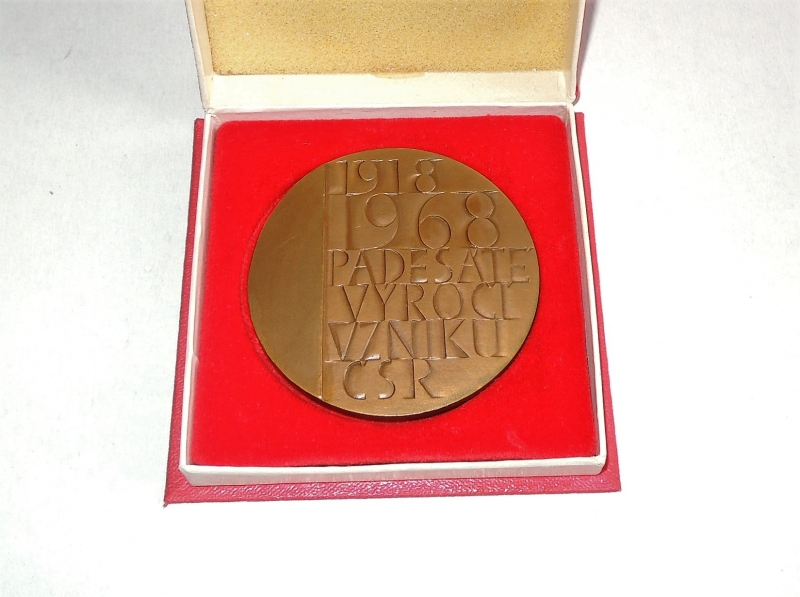 1918
1968
PADESÁTÉ
VÝROČÍ
VZNIKU
ČSR